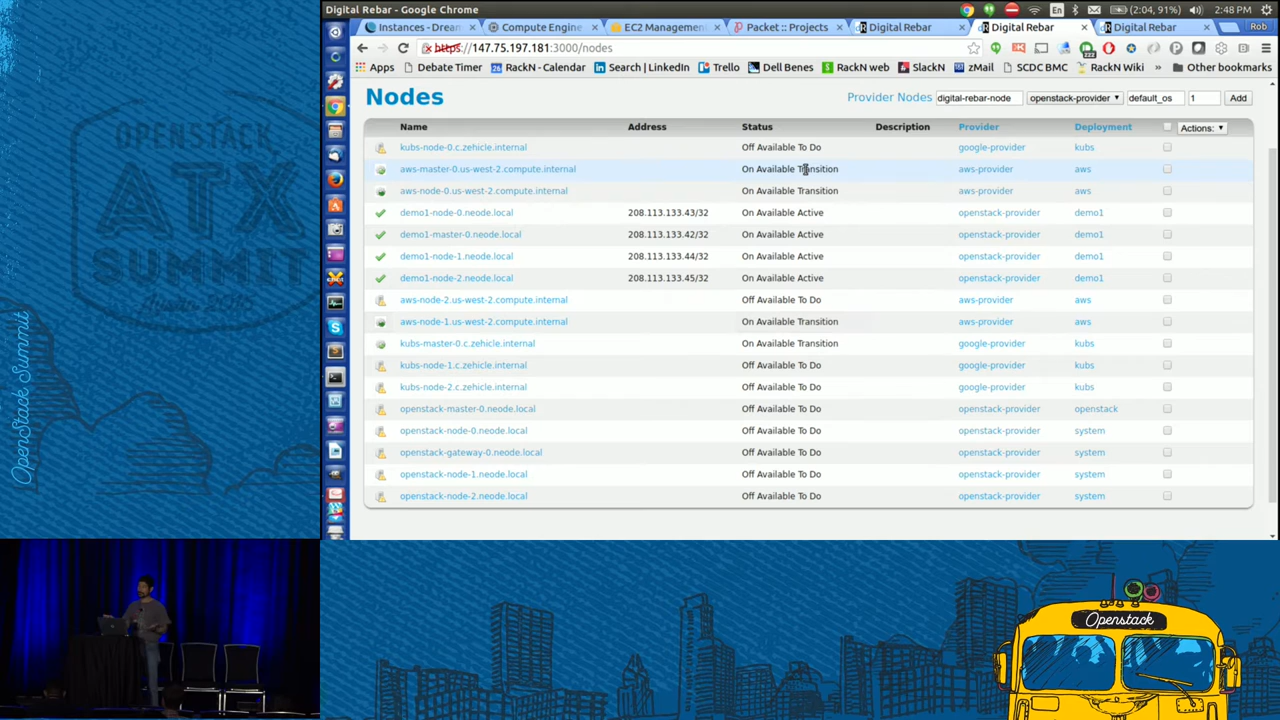 Digital Rebar - Google Chrome
En
(2:04, 91%)
2:48 PM
Instances - Dream
Compute Engine
EC2 Management
Packet :: Projects
Digital Rebar
Digital Rebar
Digital Rebar
Rob
https://147.75.197.181:3000/nodes
Apps
Debate Timer
RackN - Calendar
Search | LinkedIn
Trello
Dell Benes
RackN web
SlackN
zMail
SCDC BMC
RackN Wiki
»
Other bookmarks
Nodes
Provider Nodes digital-rebar-node openstack-provider default_os 1 Add
Name Address Status Description Provider Deployment Actions:
kubs-node-0.c.zehicle.internal Off Available To Do google-provider kubs
aws-master-0.us-west-2.compute.internal On Available Transition aws-provider aws
aws-node-0.us-west-2.compute.internal On Available Transition aws-provider aws
demo1-node-0.neode.local 208.113.133.43/32 On Available Active openstack-provider demo1
demo1-master-0.neode.local 208.113.133.42/32 On Available Active openstack-provider demo1
demo1-node-1.neode.local 208.113.133.44/32 On Available Active openstack-provider demo1
demo1-node-2.neode.local 208.113.133.45/32 On Available Active openstack-provider demo1
aws-node-2.us-west-2.compute.internal Off Available To Do aws-provider aws
aws-node-1.us-west-2.compute.internal On Available Transition aws-provider aws
kubs-master-0.c.zehicle.internal On Available Transition google-provider kubs
kubs-node-1.c.zehicle.internal Off Available To Do google-provider kubs
kubs-node-2.c.zehicle.internal Off Available To Do google-provider kubs
openstack-master-0.neode.local Off Available To Do openstack-provider openstack
openstack-node-0.neode.local Off Available To Do openstack-provider system
openstack-gateway-0.neode.local Off Available To Do openstack-provider system
openstack-node-1.neode.local Off Available To Do openstack-provider system
openstack-node-2.neode.local Off Available To Do openstack-provider system
OPENSTACK
ATX
SUMMIT
OpenStack Summit
Openstack